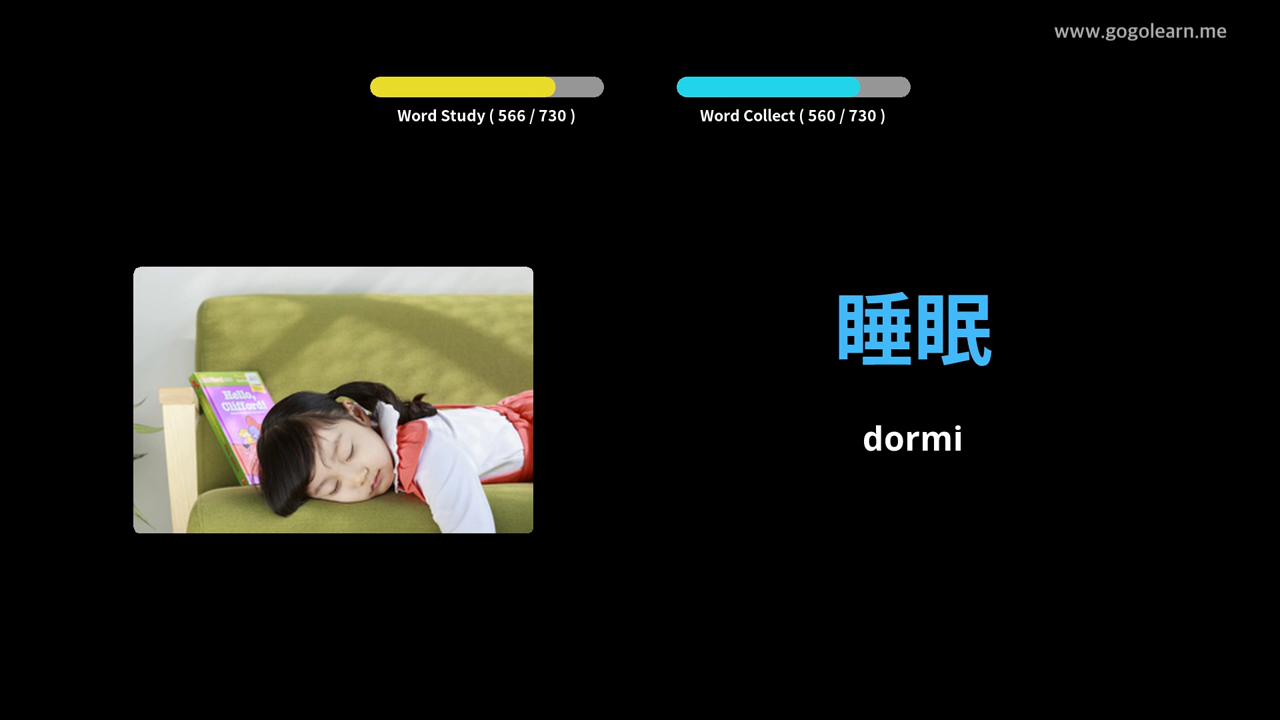 www.gogolearn.me
Word Study ( 566 / 730 )
Word Collect ( 560 / 730 )
Hello,
Clifford!
睡眠
dormi